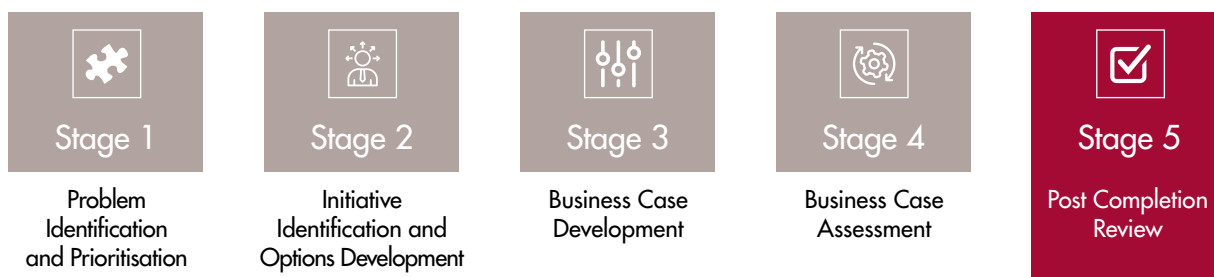 Stage 1
Problem
Identification
and Prioritisation
Stage 2
Initiative
Identification and
Options Development
Stage 3
Business Case
Development
Stage 4
Business Case
Assessment
Stage 5
Post Completion
Review